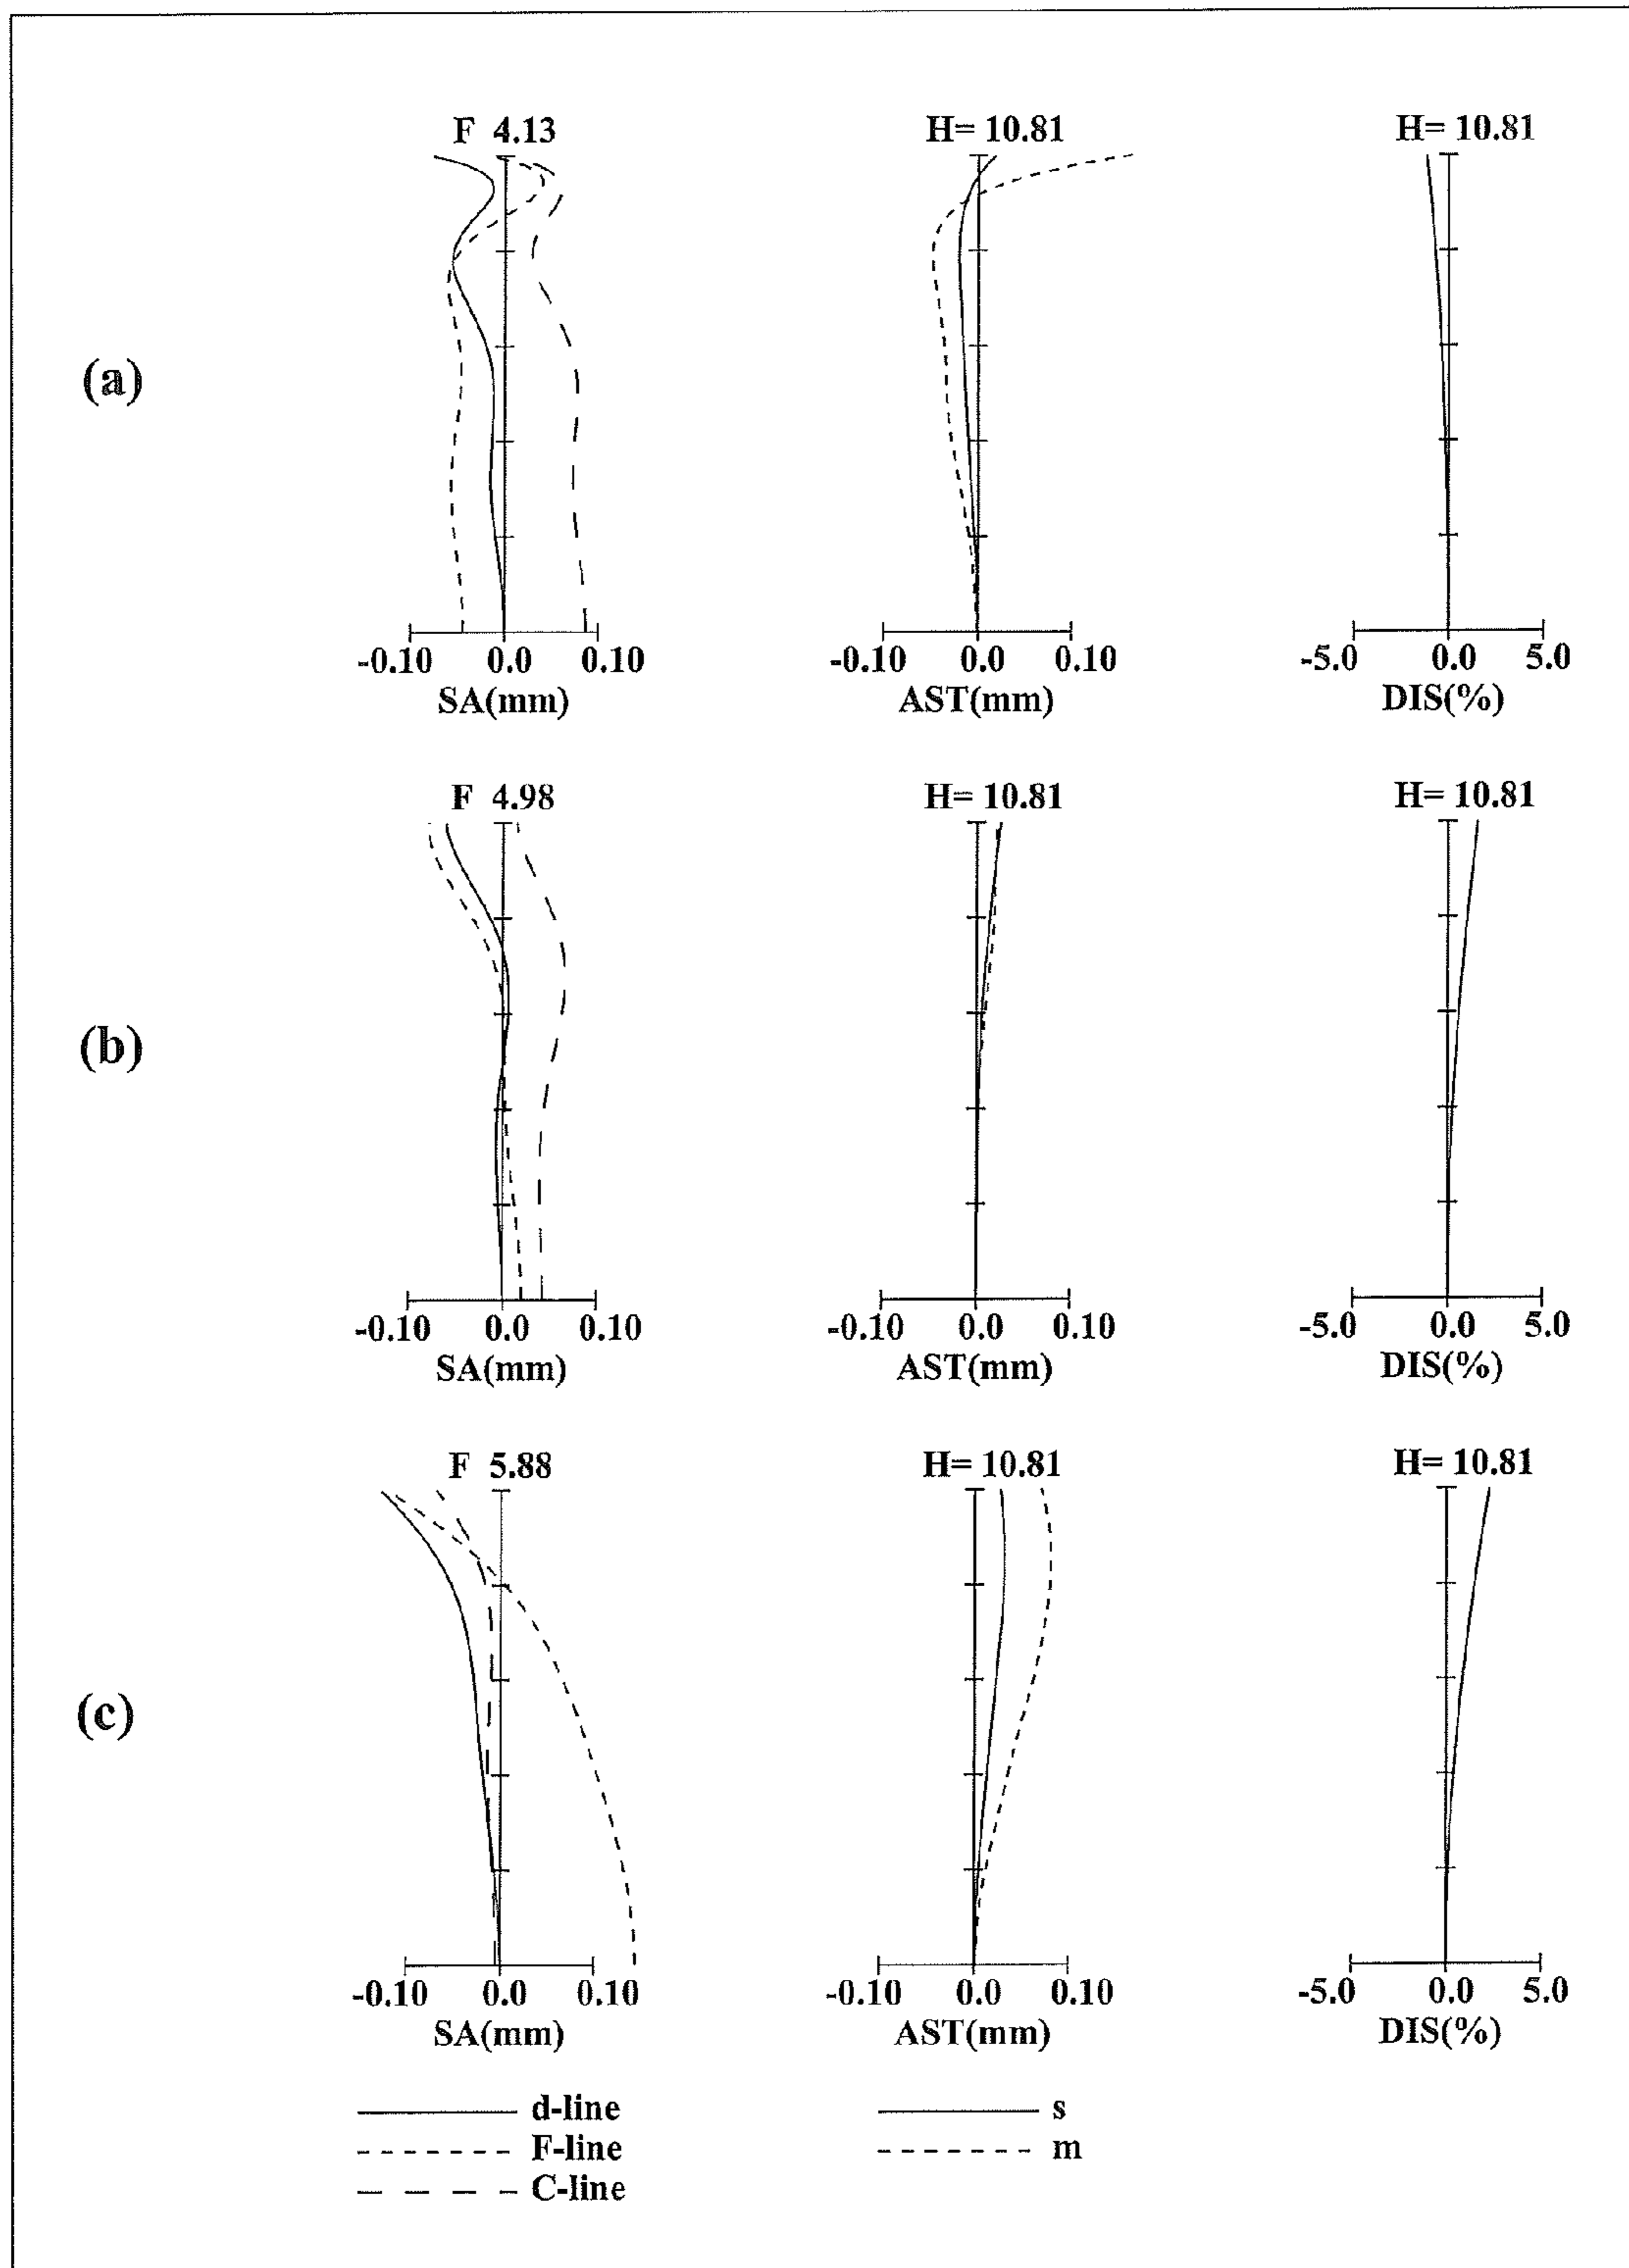 F 4.13 H= 10.81 H= 10.81
(a)
-0.10 0.0 0.10 -0.10 0.0 0.10 -5.0 0.0 5.0
SA(mm) AST(mm) DIS(%)
F 4.98 H= 10.81 H= 10.81
(b)
-0.10 0.0 0.10 -0.10 0.0 0.10 -5.0 0.0 5.0
SA(mm) AST(mm) DIS(%)
F 5.88 H= 10.81 H= 10.81
(c)
-0.10 0.0 0.10 -0.10 0.0 0.10 -5.0 0.0 5.0
SA(mm) AST(mm) DIS(%)
d-line s
F-line m
C-line